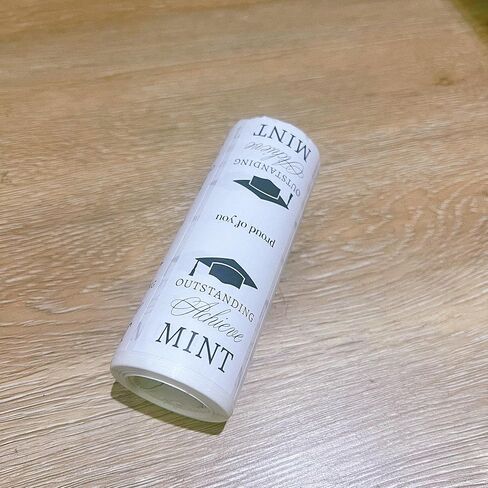 MINT
Achieve
OUTSTANDING
proud of you
OUTSTANDING
Achieve
MINT